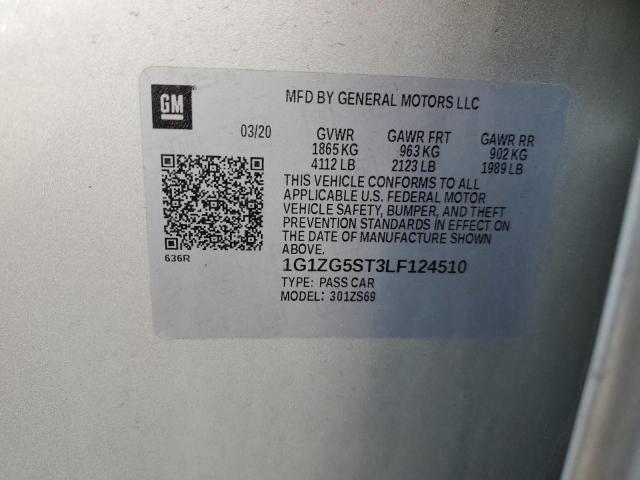 GM
MFD BY GENERAL MOTORS LLC
03/20 GVWR GAWR FRT GAWR RR
1865 KG 963 KG 902 KG
4112 LB 2123 LB 1989 LB
THIS VEHICLE CONFORMS TO ALL
APPLICABLE U.S. FEDERAL MOTOR
VEHICLE SAFETY, BUMPER, AND THEFT
PREVENTION STANDARDS IN EFFECT ON
THE DATE OF MANUFACTURE SHOWN
ABOVE.
636R
1G1ZG5ST3LF124510
TYPE: PASS CAR
MODEL: 301ZS69